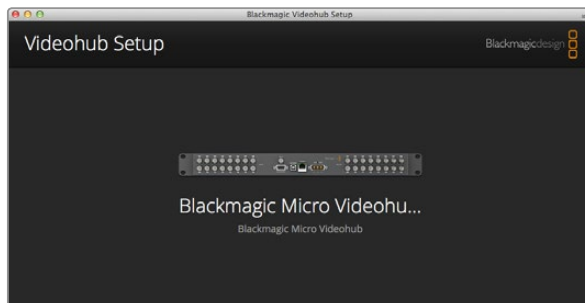 Blackmagic Videohub Setup
Videohub Setup
Blackmagicdesign
Blackmagic Micro Videohu...
Blackmagic Micro Videohub